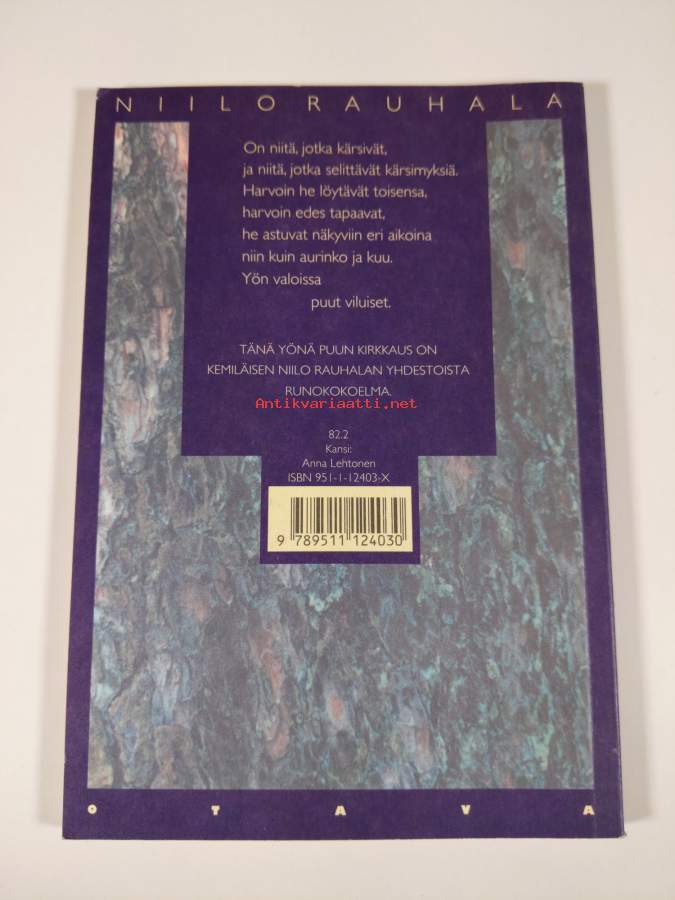 NIILO RAUHALA
On niitä, jotka kärsivät,
ja niitä, jotka selittävät kärsimyksiä.
Harvoin he löytävät toisensa,
harvoin edes tapaavat,
he astuvat näkyviin eri aikoina
niin kuin aurinko ja kuu.
Yön valoissa
puut viluiset.
TÄNÄ YÖNÄ PUUN KIRKKAUS ON
KEMILÄISEN NIILO RAUHALAN YHDESTOISTA
RUNOKOKOELMA.
Antikvariaatti.net
82.2
Kansi:
Anna Lehtonen
ISBN 951-1-12403-X
9 789511 124030
OTAVA